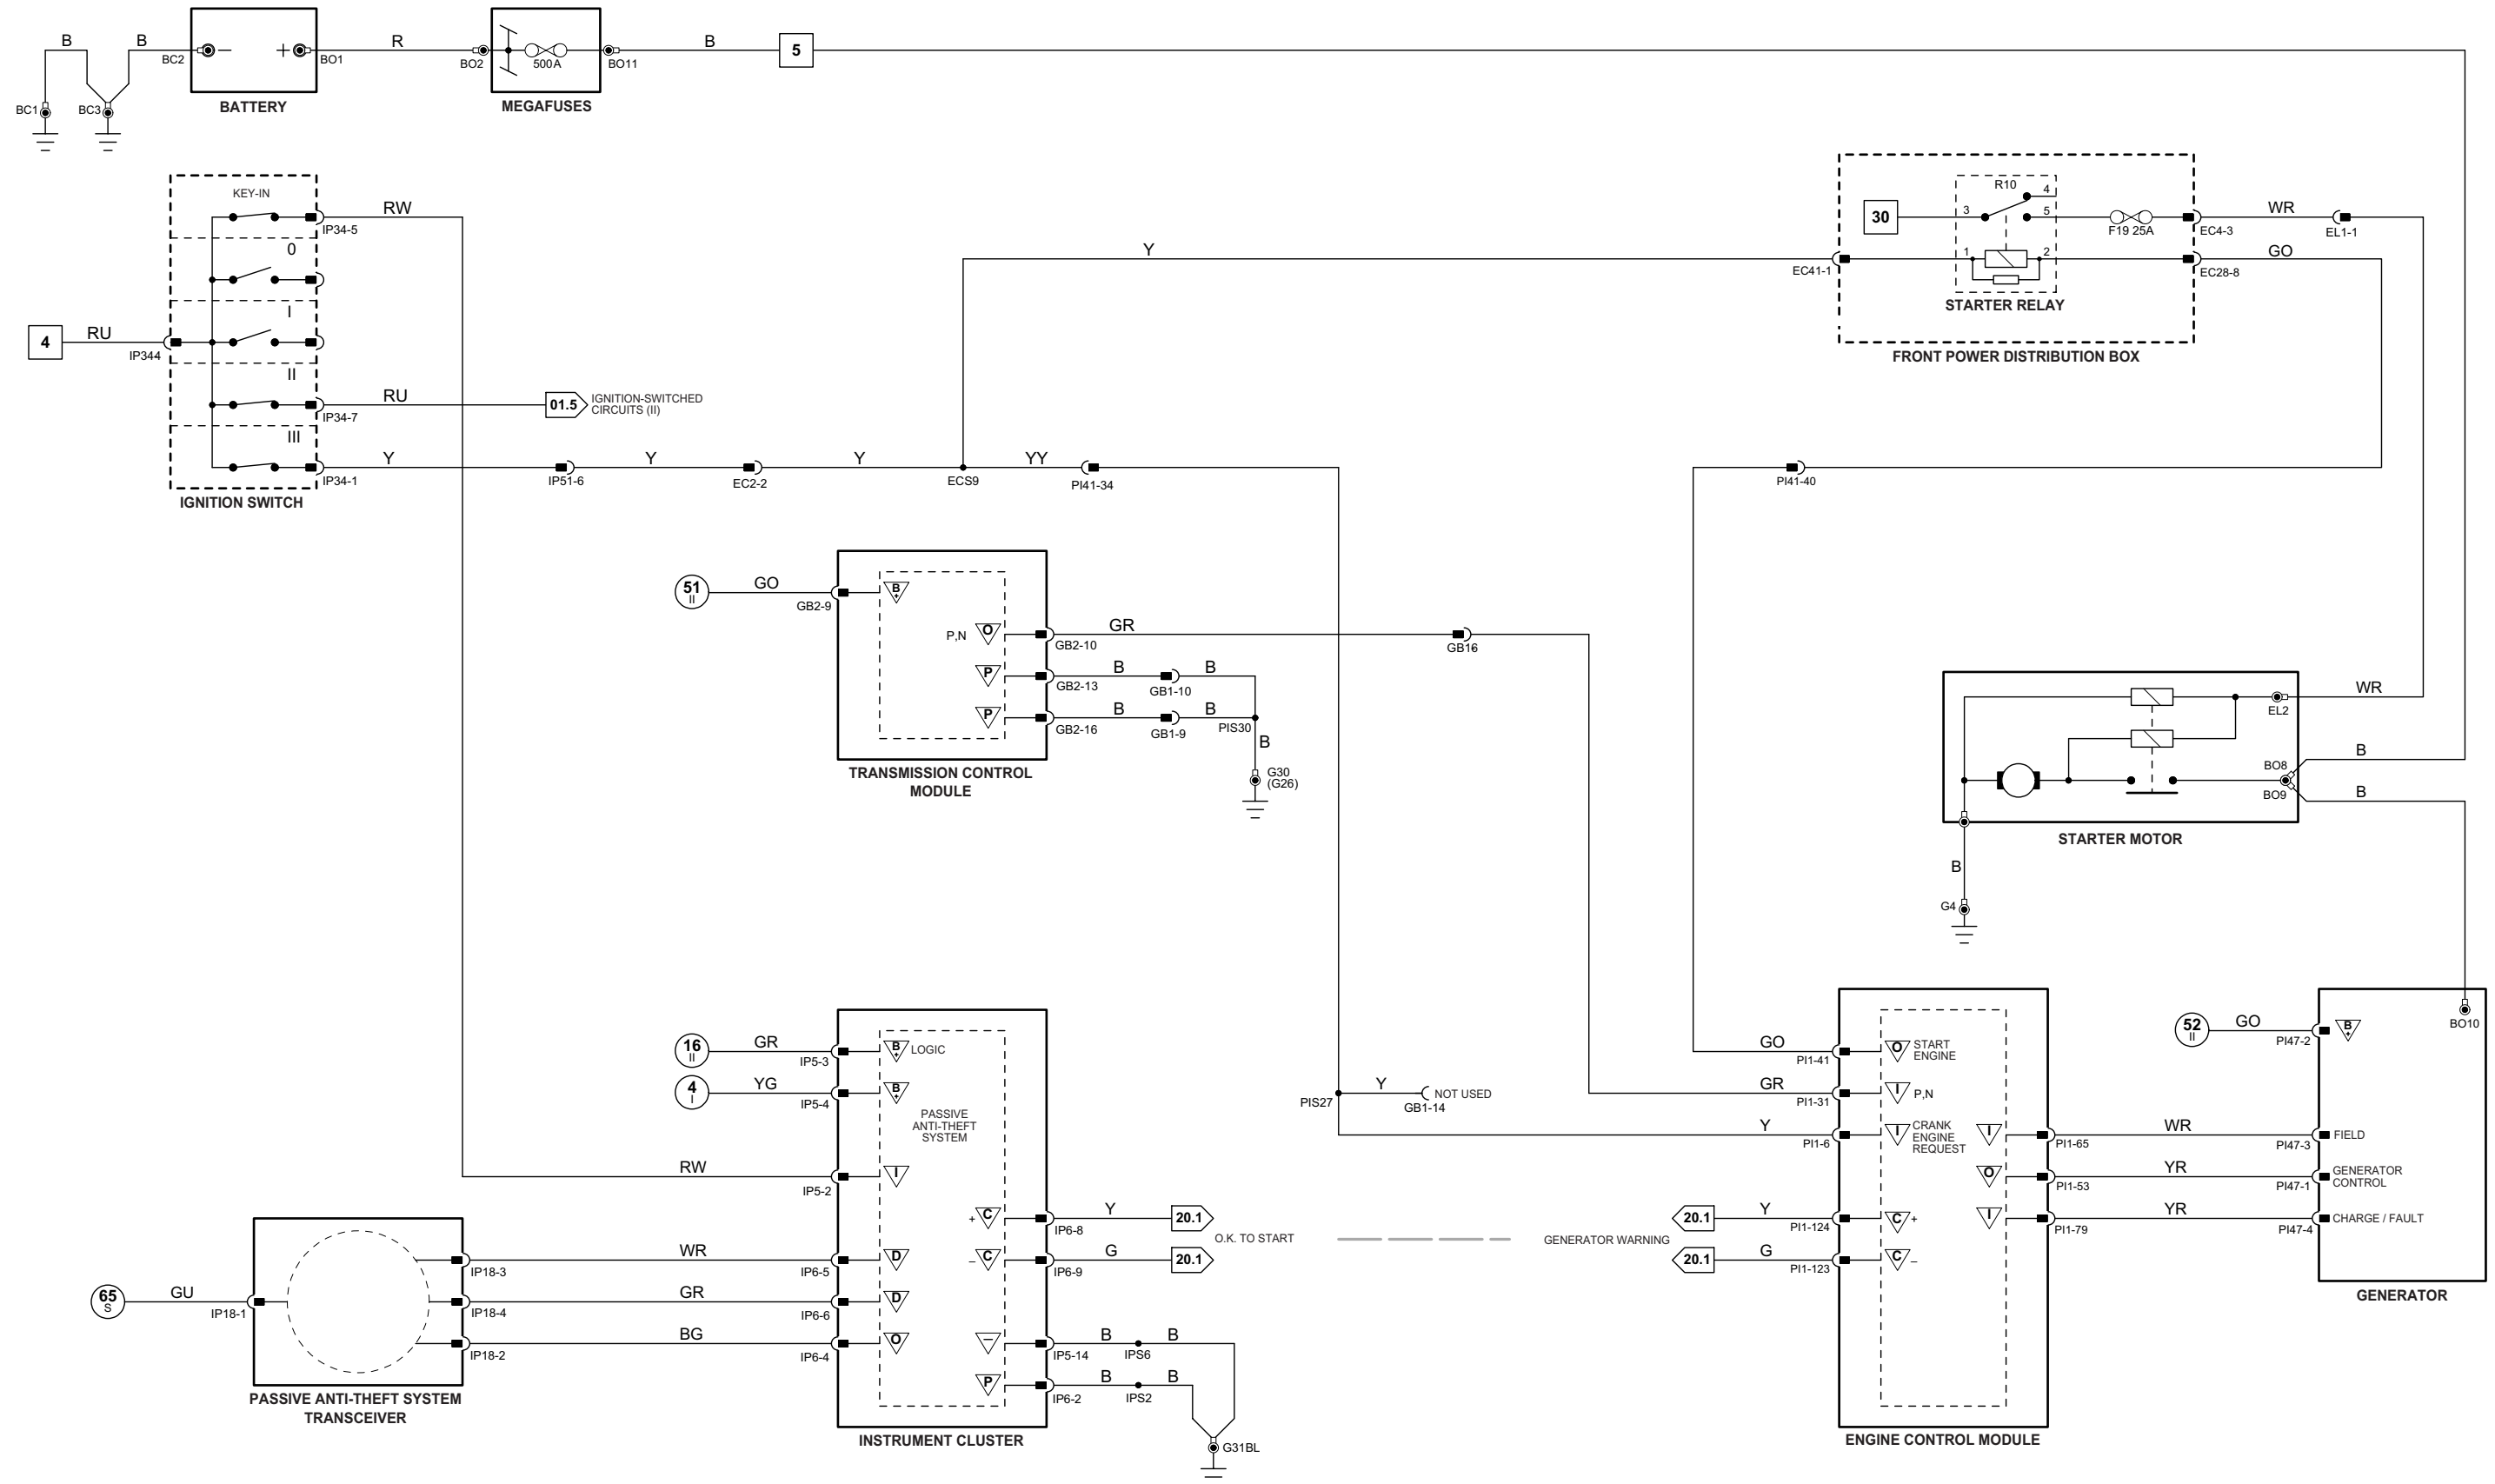 B
B
BC2
BO1
R
BO2
500A
BO11
B
5
BC1
BC3
BATTERY
MEGAFUSES
KEY-IN
RW
IP34-5
0
I
4
RU
IP344
II
RU
IP34-7
01.5
IGNITION-SWITCHED
CIRCUITS (II)
III
Y
IP34-1
IGNITION SWITCH
Y
IP51-6
EC2-2
Y
ECS9
YY
PI41-34
Y
EC41-1
30
R10
3
4
5
1
2
F19 25A
EC4-3
WR
EL1-1
EC28-8
GO
STARTER RELAY
FRONT POWER DISTRIBUTION BOX
PI41-40
51
II
GO
GB2-9
B
+
P,N
O
GB2-10
GR
GB16
P
GB2-13
B
GB1-10
B
P
GB2-16
B
GB1-9
B
PIS30
B
G30
(G26)
TRANSMISSION CONTROL
MODULE
WR
EL2
B
BO8
BO9
B
STARTER MOTOR
B
G4
16
II
GR
IP5-3
B
+
LOGIC
4
I
YG
IP5-4
B
+
PASSIVE
ANTI-THEFT
SYSTEM
RW
IP5-2
I
+
C
IP6-8
Y
20.1
O.K. TO START
–
C
IP6-9
G
20.1
WR
IP18-3
IP6-5
D
65
S
GU
IP18-1
GR
IP18-4
IP6-6
D
BG
IP18-2
IP6-4
O
–
IP5-14
B
IPS6
B
P
IP6-2
B
IPS2
B
G31BL
PASSIVE ANTI-THEFT SYSTEM
TRANSCEIVER
INSTRUMENT CLUSTER
PIS27
Y
GB1-14
NOT USED
GO
PI1-41
O
START
ENGINE
GR
PI1-31
I
P,N
Y
PI1-6
I
CRANK
ENGINE
REQUEST
GENERATOR WARNING
20.1
Y
PI1-124
C
+
20.1
G
PI1-123
C
–
I
PI1-65
WR
PI47-3
FIELD
O
PI1-53
YR
PI47-1
GENERATOR
CONTROL
I
PI1-79
YR
PI47-4
CHARGE / FAULT
52
II
GO
PI47-2
B
+
BO10
GENERATOR
ENGINE CONTROL MODULE